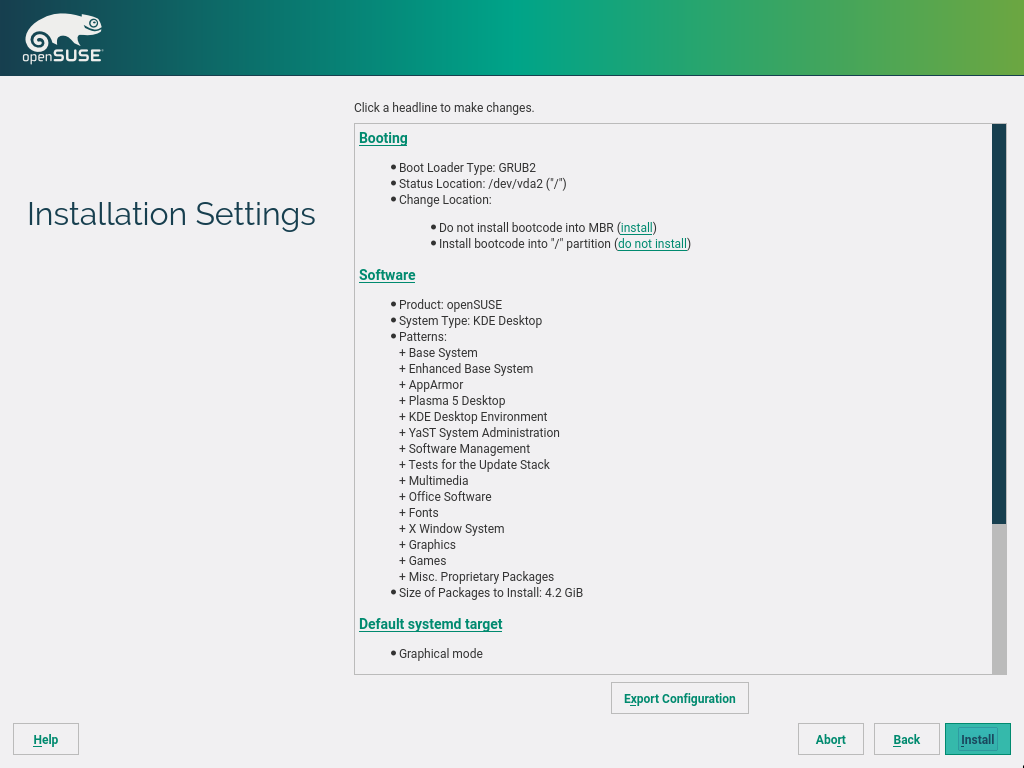 openSUSE
Click a headline to make changes.
Installation Settings
Booting
Boot Loader Type: GRUB2
Status Location: /dev/vda2 ("/")
Change Location:
Do not install bootcode into MBR (install)
Install bootcode into "/" partition (do not install)
Software
Product: openSUSE
System Type: KDE Desktop
Patterns:
+ Base System
+ Enhanced Base System
+ AppArmor
+ Plasma 5 Desktop
+ KDE Desktop Environment
+ YaST System Administration
+ Software Management
+ Tests for the Update Stack
+ Multimedia
+ Office Software
+ Fonts
+ X Window System
+ Graphics
+ Games
+ Misc. Proprietary Packages
Size of Packages to Install: 4.2 GiB
Default systemd target
Graphical mode
Export Configuration
Help Abort Back Install